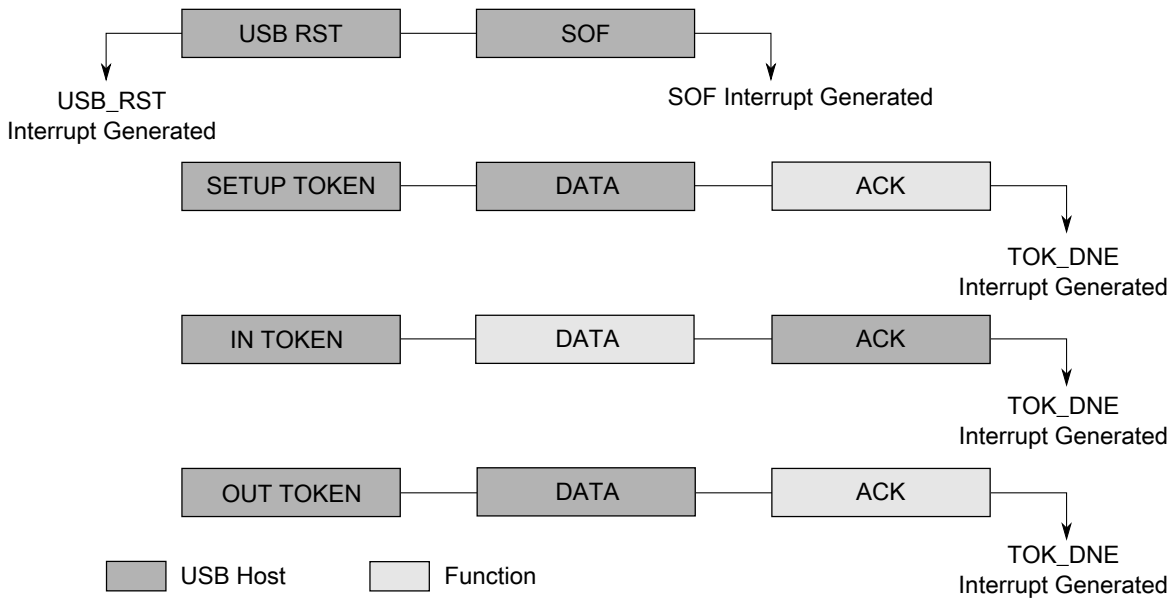 USB RST
SOF
USB_RST
Interrupt Generated
SOF Interrupt Generated
SETUP TOKEN
DATA
ACK
TOK_DNE
Interrupt Generated
IN TOKEN
DATA
ACK
TOK_DNE
Interrupt Generated
OUT TOKEN
DATA
ACK
TOK_DNE
Interrupt Generated
USB Host
Function